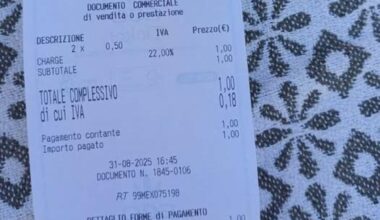 DOCUMENTO COMMERCIALE
di vendita o prestazione
DESCRIZIONE IVA Prezzo(€)
2 x 0,50
CHARGE 22,00% 1,00
SUBTOTALE 1,00
TOTALE COMPLESSIVO 1,00
di cui IVA 0,18
Pagamento contante 1,00
Importo pagato 1,00
31-08-2025 16:45
DOCUMENTO N. 1845-0106
RT 99MEX075198
DETTAGLIO FORME di PAGAMENTO
1,00